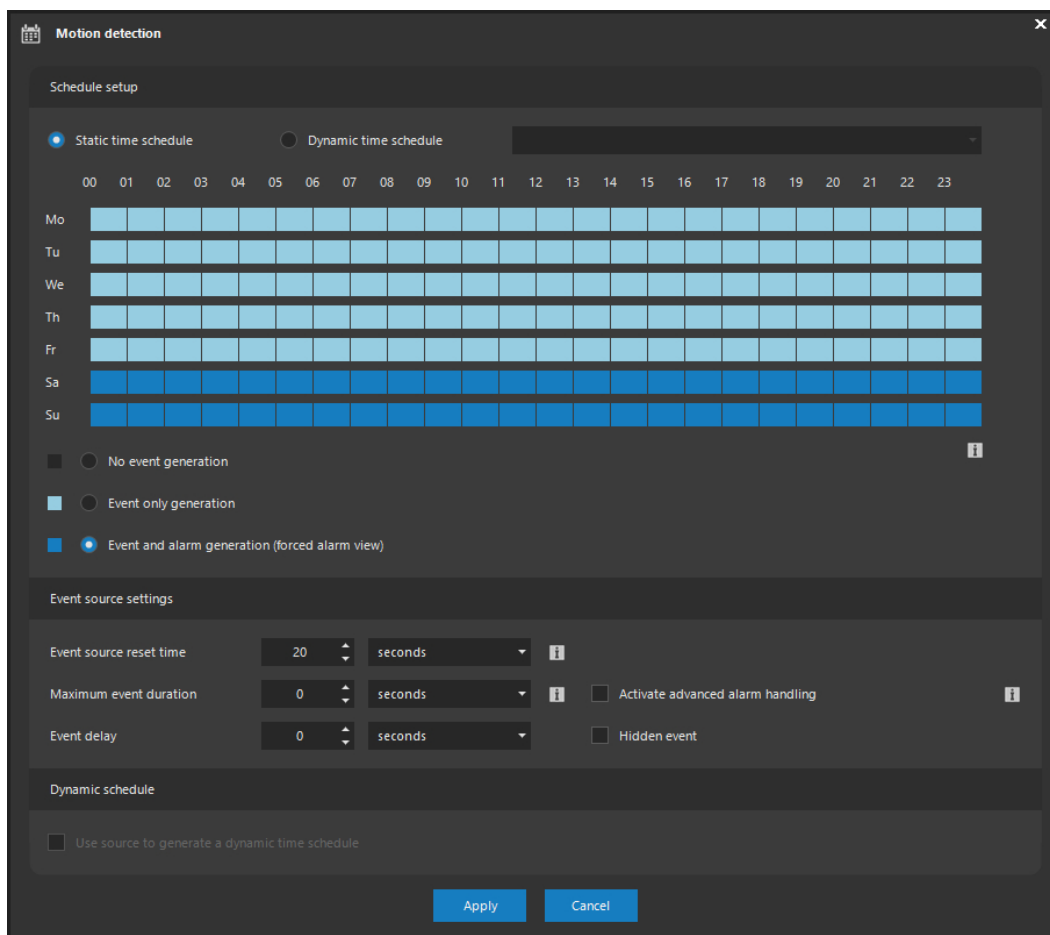 Motion detection
Schedule setup
Static time schedule Dynamic time schedule
00 01 02 03 04 05 06 07 08 09 10 11 12 13 14 15 16 17 18 19 20 21 22 23
Mo
Tu
We
Th
Fr
Sa
Su
No event generation
Event only generation
Event and alarm generation (forced alarm view)
Event source settings
Event source reset time 20 seconds
Maximum event duration 0 seconds Activate advanced alarm handling
Event delay 0 seconds Hidden event
Dynamic schedule
Use source to generate a dynamic time schedule
Apply Cancel